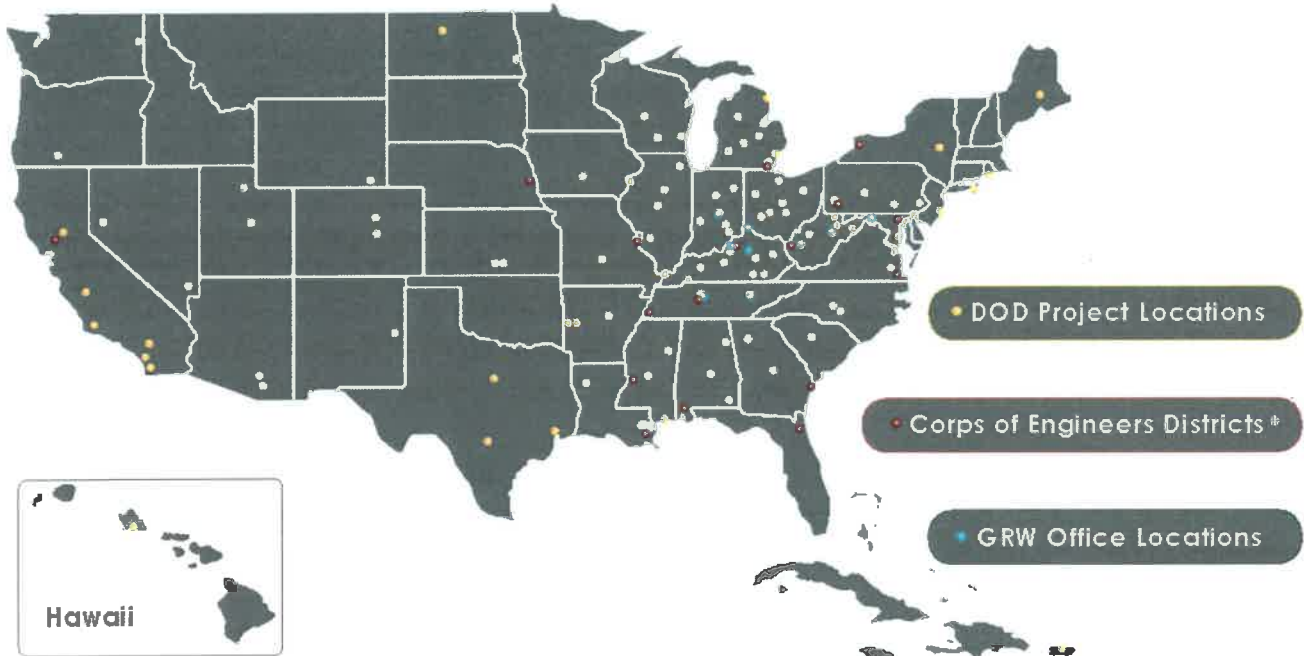 DOD Project Locations
Corps of Engineers Districts*
GRW Office Locations
Hawaii